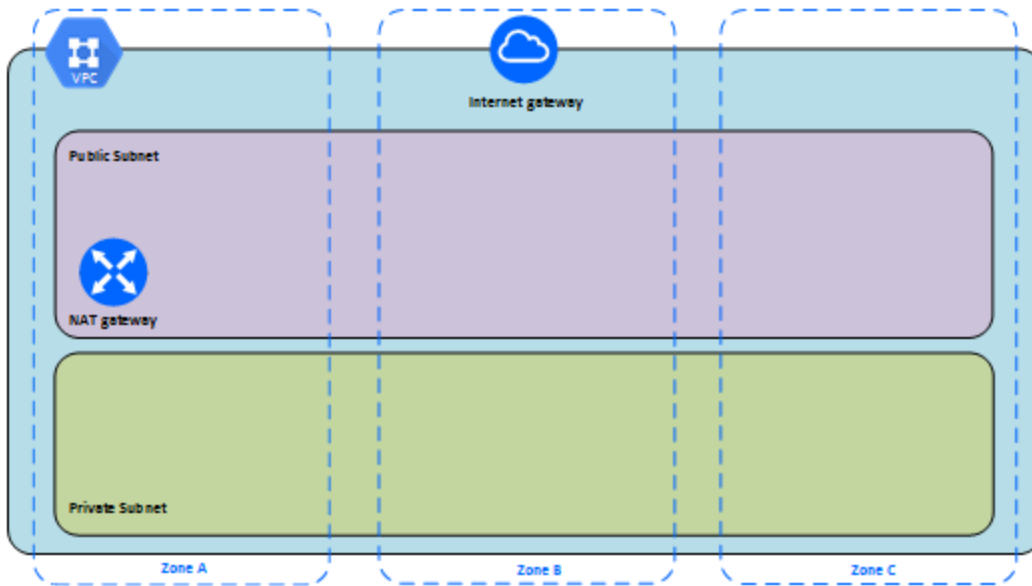 VPC
Internet gateway
Public Subnet
NAT gateway
Private Subnet
Zone A
Zone B
Zone C